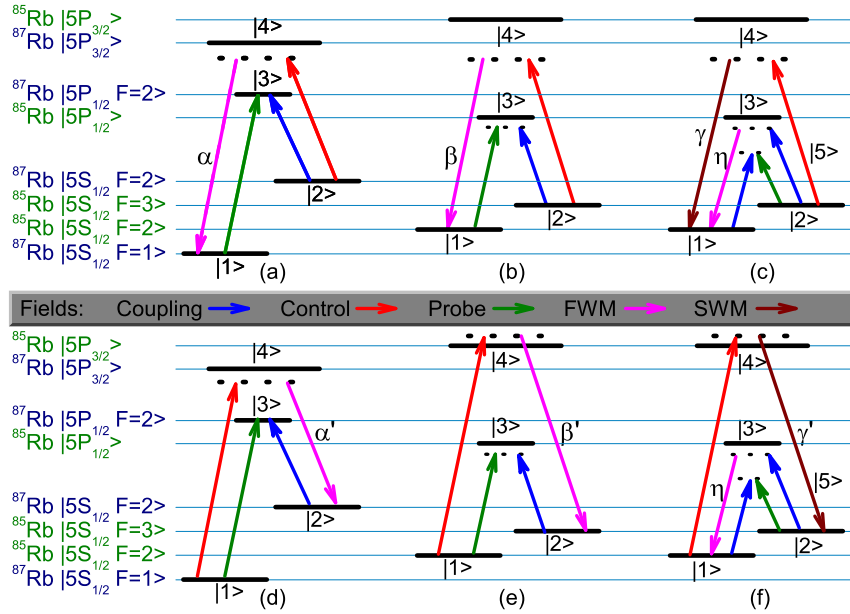 ⁸⁵Rb |5P₃/₂> |4> |4> |4>
⁸⁷Rb |5P₃/₂>
⁸⁷Rb |5P₁/₂ F=2> |3>
⁸⁵Rb |5P₁/₂> |3> |3>
α β γ η |5>
⁸⁷Rb |5S₁/₂ F=2> |2>
⁸⁵Rb |5S₁/₂ F=3> |2> |2>
⁸⁵Rb |5S₁/₂ F=2> |1> |1>
⁸⁷Rb |5S₁/₂ F=1> |1>
(a) (b) (c)
Fields: Coupling Control Probe FWM SWM
⁸⁵Rb |5P₃/₂> |4> |4> |4>
⁸⁷Rb |5P₃/₂>
⁸⁷Rb |5P₁/₂ F=2> |3>
⁸⁵Rb |5P₁/₂> |3> |3>
α' β' γ' η |5>
⁸⁷Rb |5S₁/₂ F=2> |2>
⁸⁵Rb |5S₁/₂ F=3> |2> |2>
⁸⁵Rb |5S₁/₂ F=2> |1> |1>
⁸⁷Rb |5S₁/₂ F=1> |1>
(d) (e) (f)